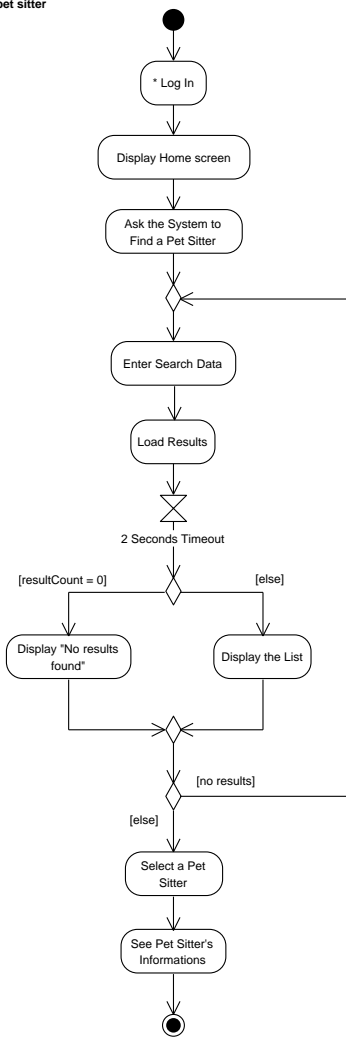 pet sitter
* Log In
Display Home screen
Ask the System to
Find a Pet Sitter
Enter Search Data
Load Results
2 Seconds Timeout
[resultCount = 0]
[else]
Display "No results
found"
Display the List
[no results]
[else]
Select a Pet
Sitter
See Pet Sitter's
Informations